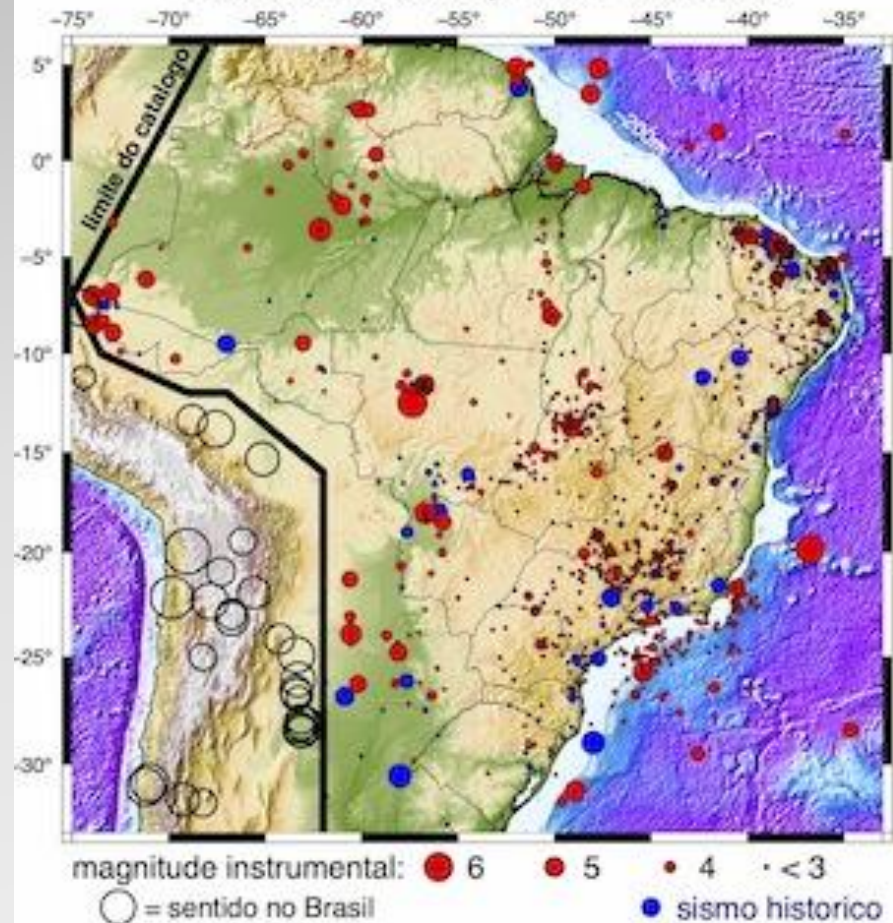 −75° −70° −65° −60° −55° −50° −45° −40° −35°
limite do catalogo
5°
0°
−5°
−10°
−15°
−20°
−25°
−30°
magnitude instrumental: 6 5 4 < 3
= sentido no Brasil sismo historico